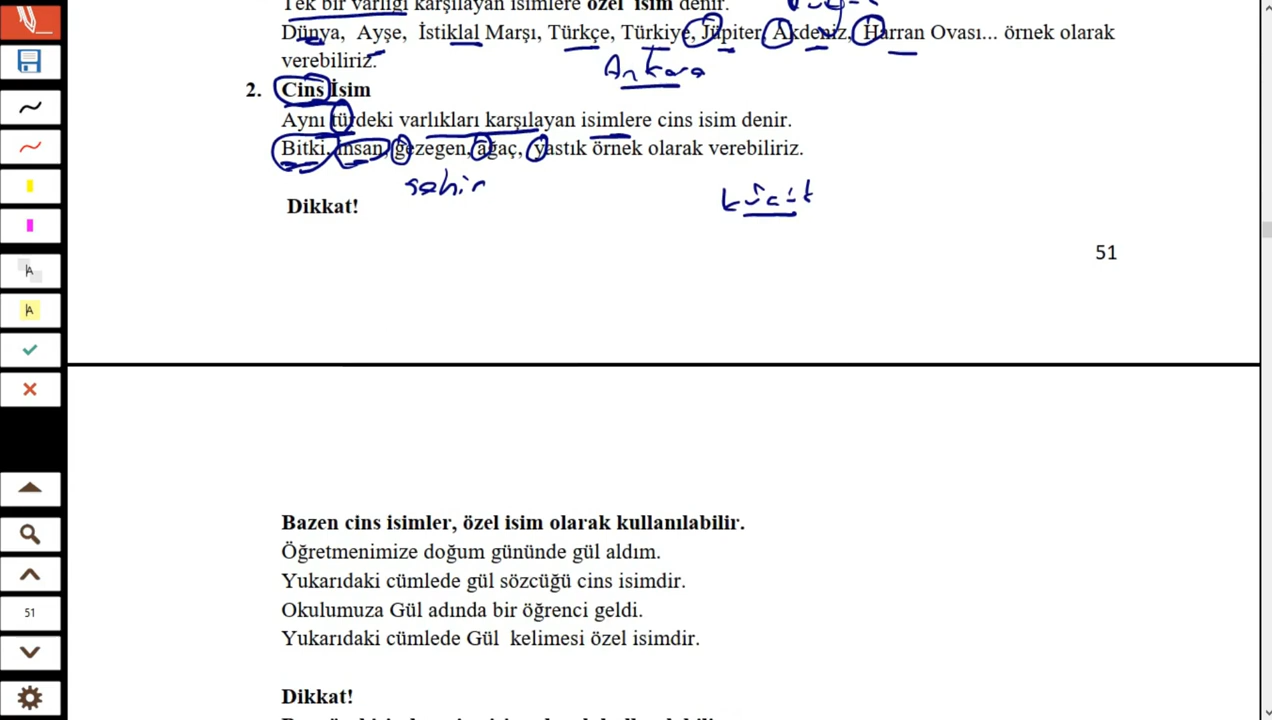 Tek bir varlığı karşılayan isimlere özel isim denir.
Dünya, Ayşe, İstiklal Marşı, Türkçe, Türkiye, Jüpiter, Akdeniz, Harran Ovası... örnek olarak
verebiliriz.
Ankara
2. Cins İsim
Aynı türdeki varlıkları karşılayan isimlere cins isim denir.
Bitki, insan, gezegen, ağaç, yastık örnek olarak verebiliriz.
şehir
Dikkat!
51
Bazen cins isimler, özel isim olarak kullanılabilir.
Öğretmenimize doğum gününde gül aldım.
Yukarıdaki cümlede gül sözcüğü cins isimdir.
Okulumuza Gül adında bir öğrenci geldi.
51
Yukarıdaki cümlede Gül kelimesi özel isimdir.
Dikkat!